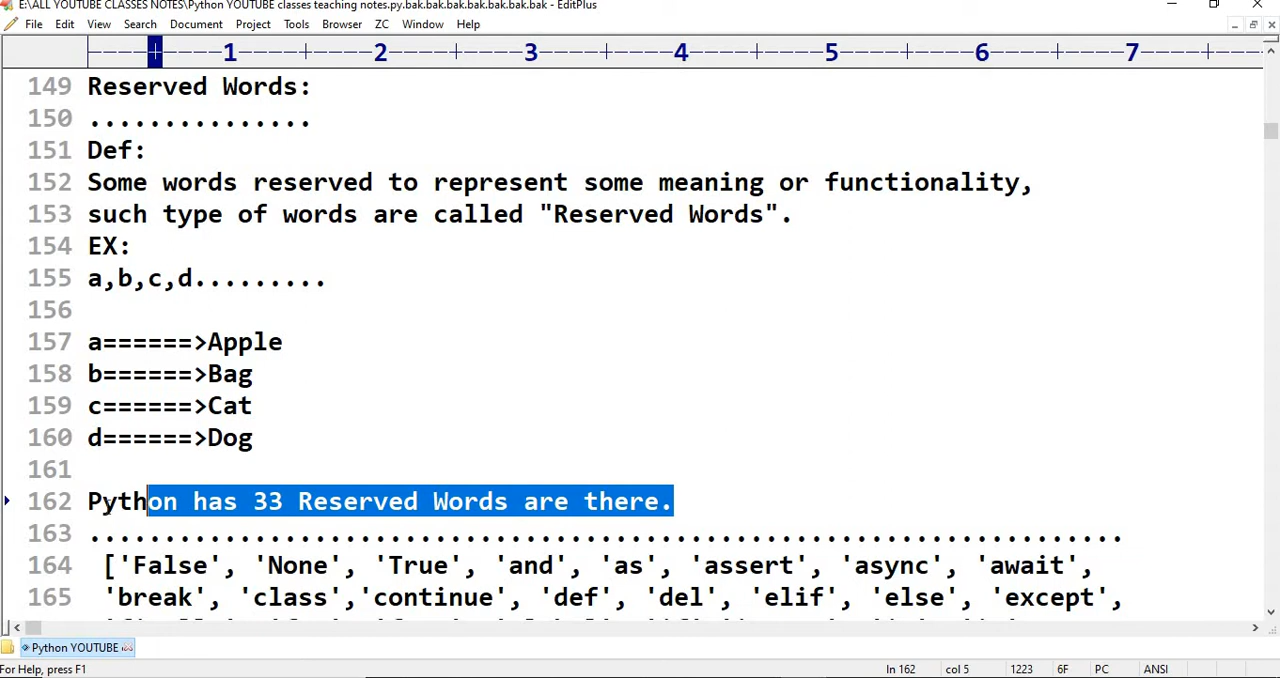 E:\ALL YOUTUBE CLASSES NOTES\Python YOUTUBE classes teaching notes.py.bak.bak.bak.bak.bak.bak.bak - EditPlus
File Edit View Search Document Project Tools Browser ZC Window Help
1 2 3 4 5 6 7
149 Reserved Words:
150 ...............
151 Def:
152 Some words reserved to represent some meaning or functionality,
153 such type of words are called "Reserved Words".
154 EX:
155 a,b,c,d.........
156
157 a======>Apple
158 b======>Bag
159 c======>Cat
160 d======>Dog
161
162 Python has 33 Reserved Words are there.
163 .....................................................................
164 ['False', 'None', 'True', 'and', 'as', 'assert', 'async', 'await',
165 'break', 'class','continue', 'def', 'del', 'elif', 'else', 'except',
Python YOUTUBE
For Help, press F1 ln 162 col 5 1223 6F PC ANSI